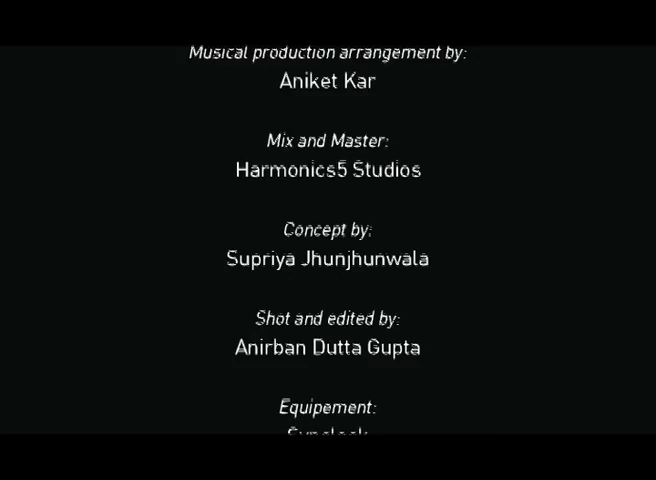 Musical production arrangement by:
Aniket Kar
Mix and Master:
Harmonics5 Studios
Concept by:
Supriya Jhunjhunwala
Shot and edited by:
Anirban Dutta Gupta
Equipement: